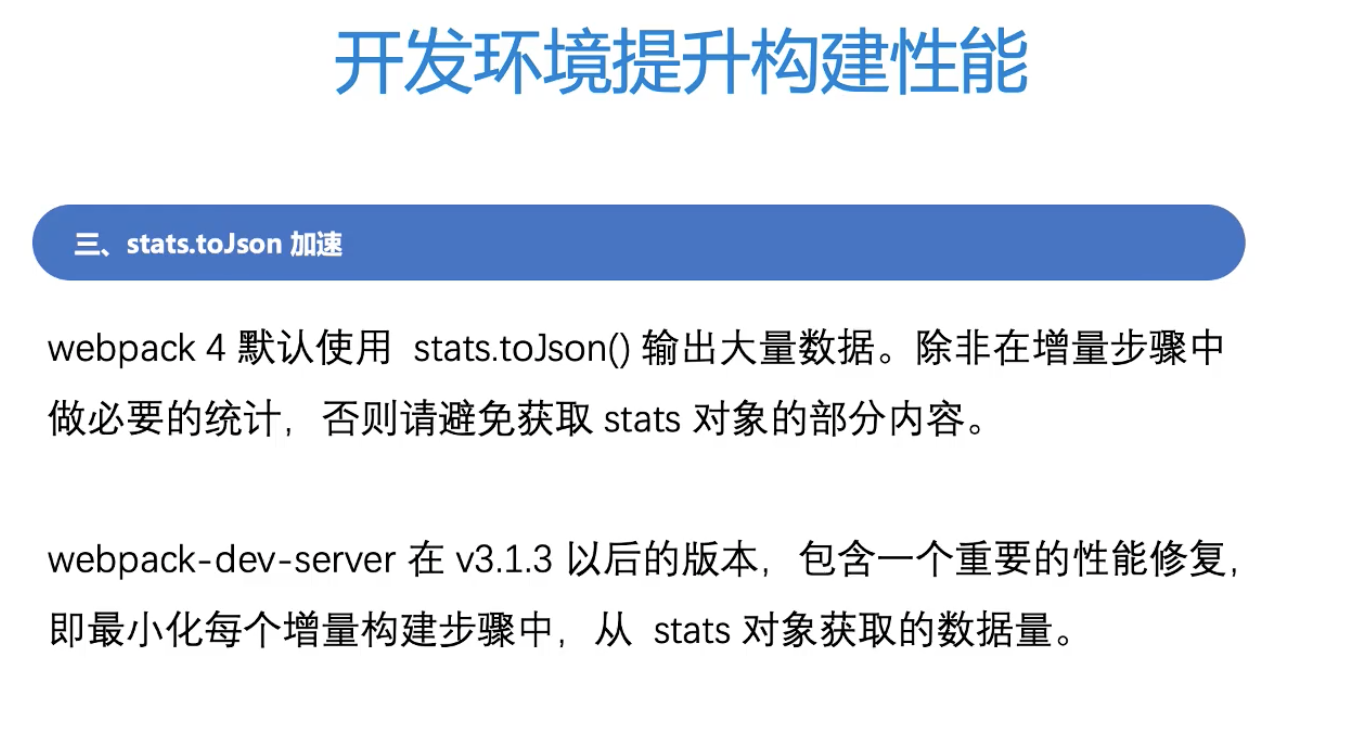 开发环境提升构建性能
三、stats.toJson 加速
webpack 4 默认使用 stats.toJson() 输出大量数据。除非在增量步骤中
做必要的统计，否则请避免获取 stats 对象的部分内容。
webpack-dev-server 在 v3.1.3 以后的版本，包含一个重要的性能修复，
即最小化每个增量构建步骤中，从 stats 对象获取的数据量。